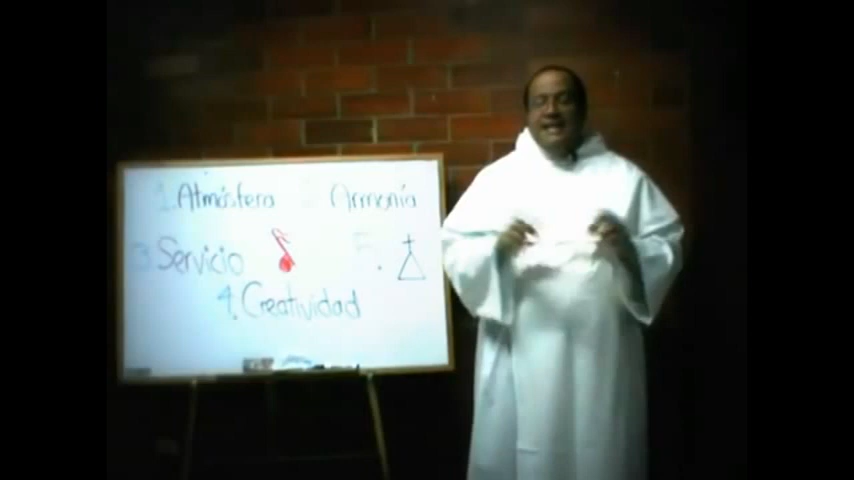 1. Atmósfera 2. Armonía
3. Servicio 5.
4. Creatividad